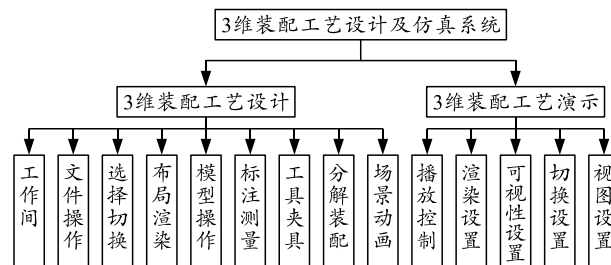 3维装配工艺设计及仿真系统
3维装配工艺设计
3维装配工艺演示
工作间
文件操作
选择切换
布局渲染
模型操作
标注测量
工具夹具
分解装配
场景动画
播放控制
渲染设置
可视性设置
切换设置
视图设置